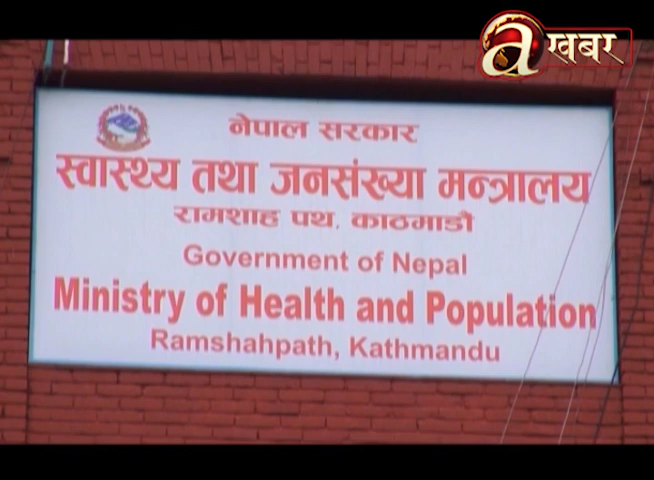 a खबर
नेपाल सरकार
स्वास्थ्य तथा जनसंख्या मन्त्रालय
रामशाह पथ, काठमाडौं
Government of Nepal
Ministry of Health and Population
Ramshahpath, Kathmandu